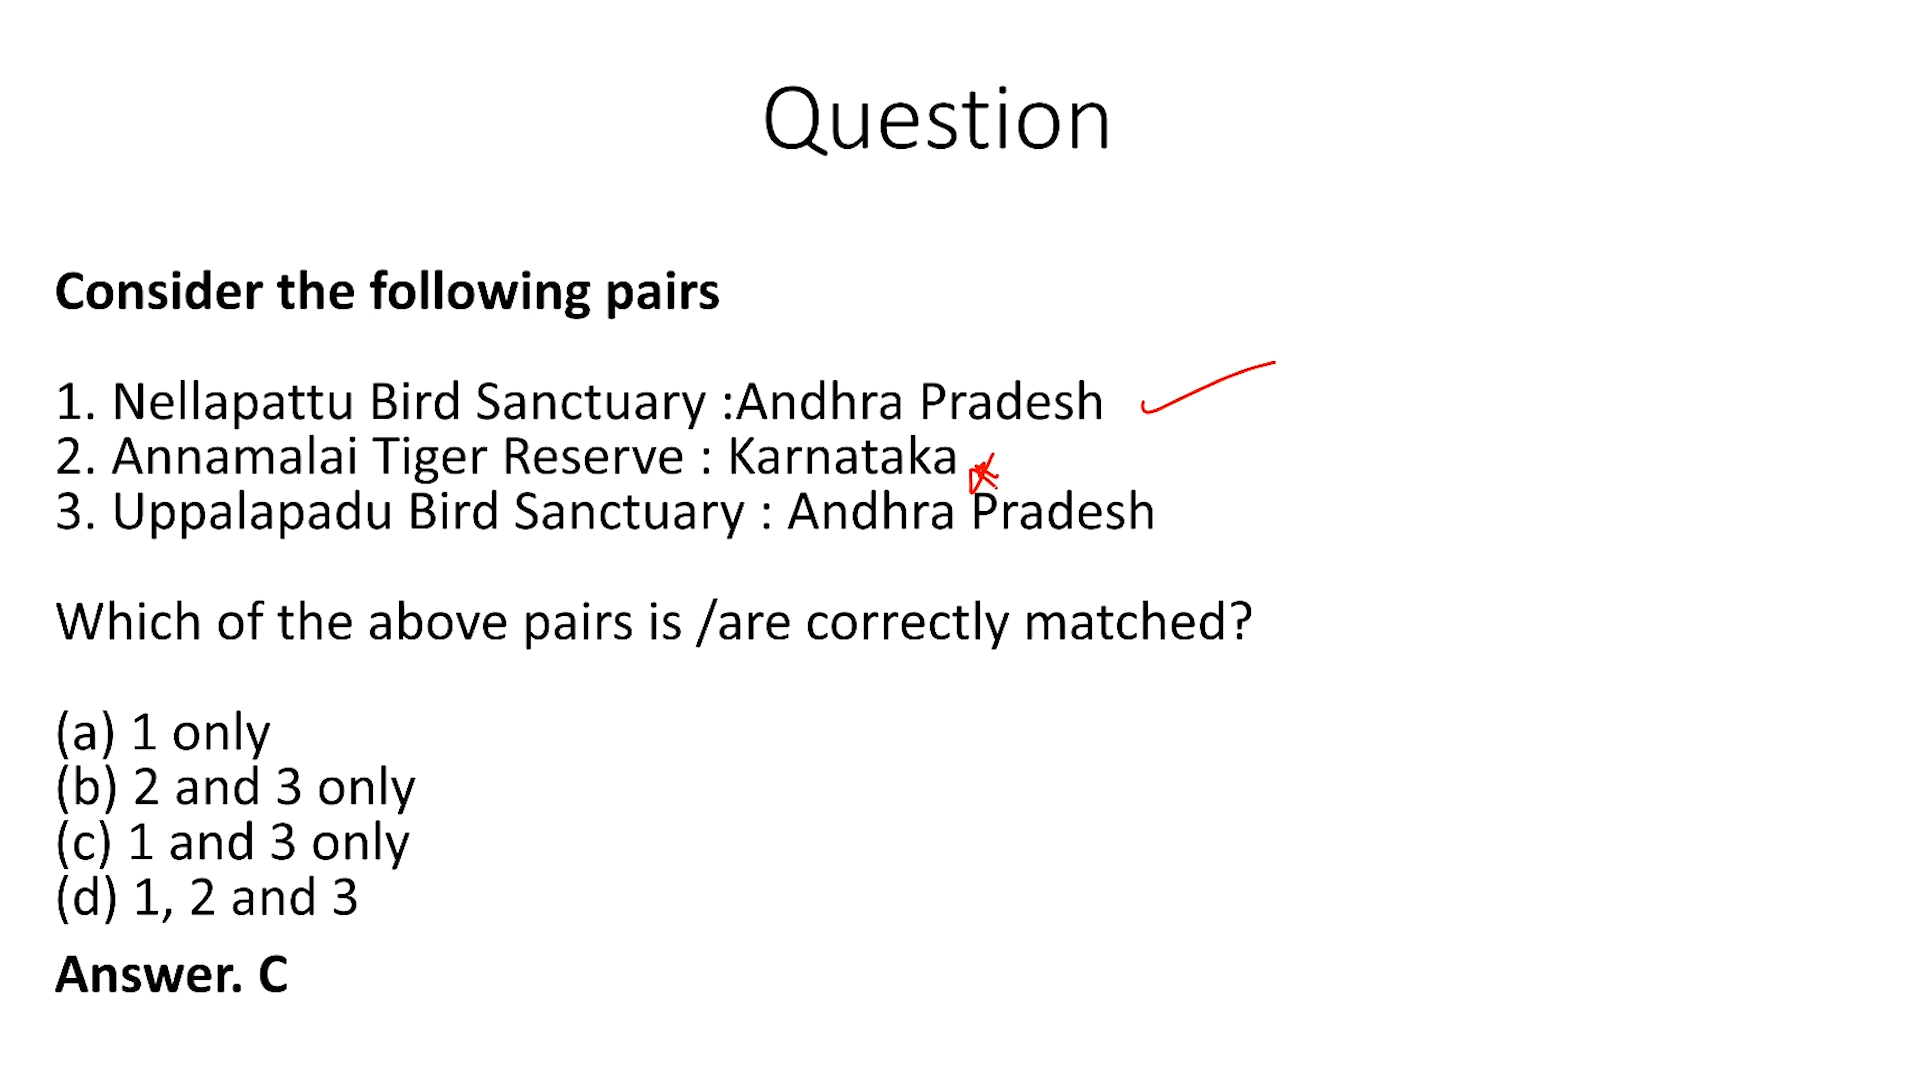 Question
Consider the following pairs
1. Nellapattu Bird Sanctuary :Andhra Pradesh
2. Annamalai Tiger Reserve : Karnataka
3. Uppalapadu Bird Sanctuary : Andhra Pradesh
Which of the above pairs is /are correctly matched?
(a) 1 only
(b) 2 and 3 only
(c) 1 and 3 only
(d) 1, 2 and 3
Answer. C